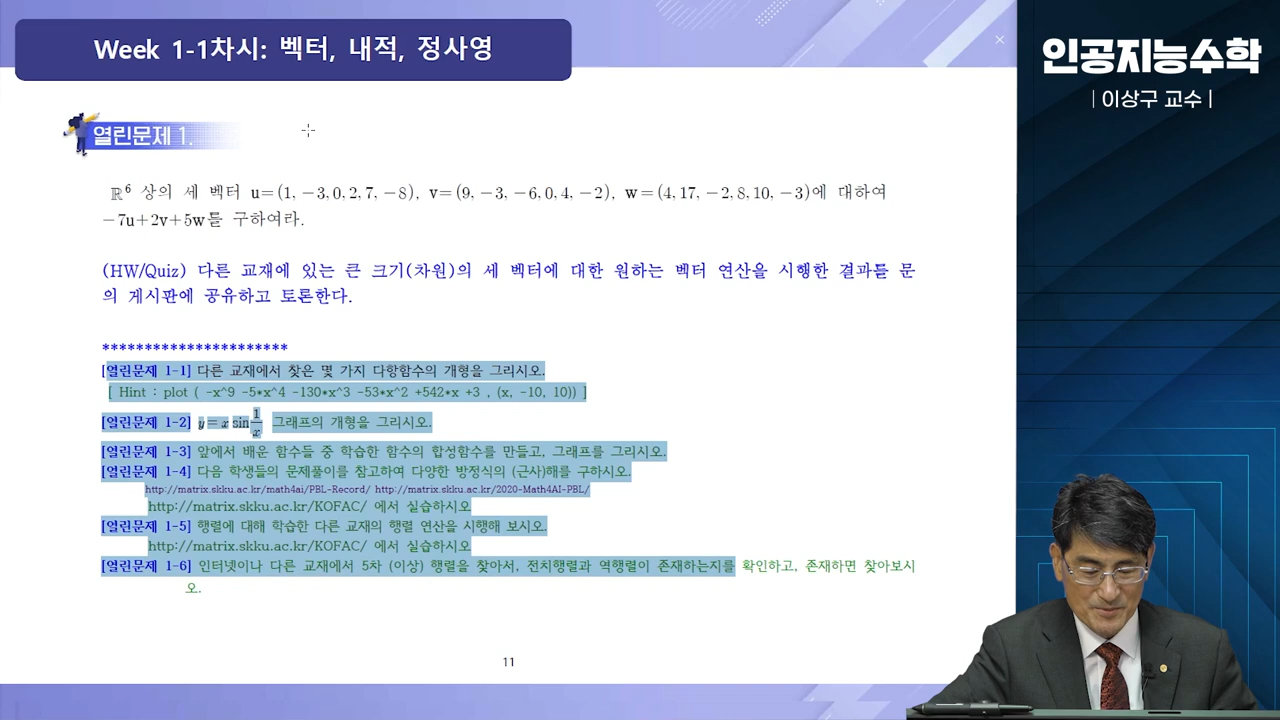 Week 1-1차시: 벡터, 내적, 정사영
인공지능수학
| 이상구 교수 |
열린문제 1.
ℝ⁶ 상의 세 벡터 u=(1, −3, 0, 2, 7, −8), v=(9, −3, −6, 0, 4, −2), w=(4, 17, −2, 8, 10, −3)에 대하여
−7u+2v+5w를 구하여라.
(HW/Quiz) 다른 교재에 있는 큰 크기(차원)의 세 벡터에 대한 원하는 벡터 연산을 시행한 결과를 문
의 게시판에 공유하고 토론한다.
**********************
[열린문제 1-1] 다른 교재에서 찾은 몇 가지 다항함수의 개형을 그리시오.
[ Hint : plot ( -x^9 -5*x^4 -130*x^3 -53*x^2 +542*x +3 , (x, -10, 10)) ]
[열린문제 1-2] y = x sin 1/x 그래프의 개형을 그리시오.
[열린문제 1-3] 앞에서 배운 함수들 중 학습한 함수의 합성함수를 만들고, 그래프를 그리시오.
[열린문제 1-4] 다음 학생들의 문제풀이를 참고하여 다양한 방정식의 (근사)해를 구하시오.
http://matrix.skku.ac.kr/math4ai/PBL-Record/ http://matrix.skku.ac.kr/2020-Math4AI-PBL/
http://matrix.skku.ac.kr/KOFAC/ 에서 실습하시오
[열린문제 1-5] 행렬에 대해 학습한 다른 교재의 행렬 연산을 시행해 보시오.
http://matrix.skku.ac.kr/KOFAC/ 에서 실습하시오
[열린문제 1-6] 인터넷이나 다른 교재에서 5차 (이상) 행렬을 찾아서, 전치행렬과 역행렬이 존재하는지를 확인하고, 존재하면 찾아보시
오.
11